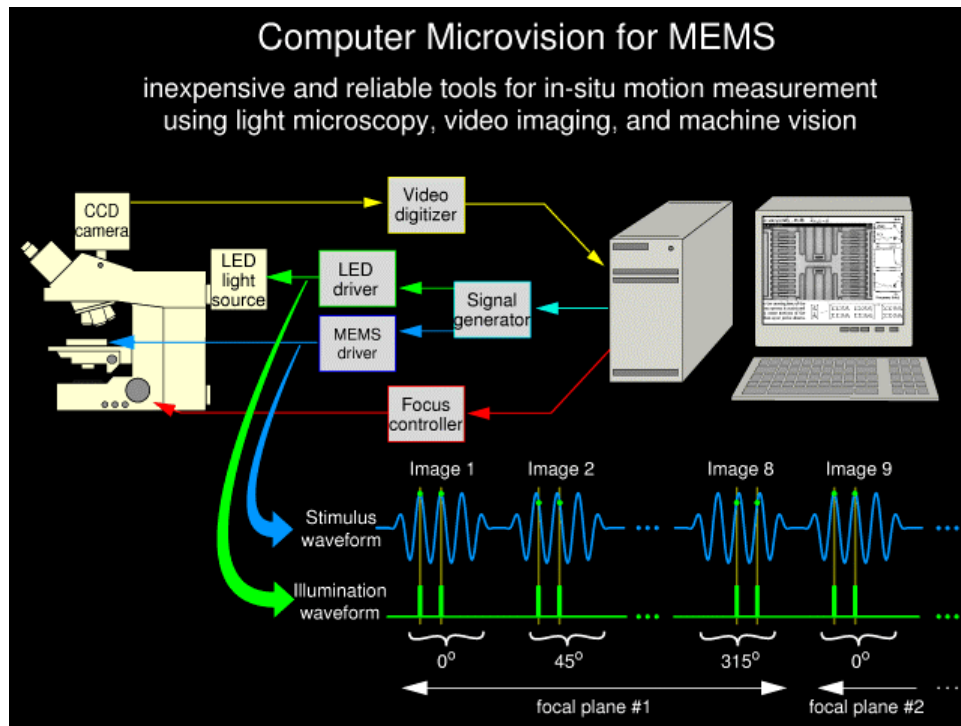 Computer Microvision for MEMS
inexpensive and reliable tools for in-situ motion measurement
using light microscopy, video imaging, and machine vision
CCD
camera
Video
digitizer
LED
light
source
LED
driver
Signal
generator
MEMS
driver
Focus
controller
Image 1
Image 2
Image 8
Image 9
Stimulus
waveform
Illumination
waveform
0°
45°
315°
0°
focal plane #1
focal plane #2